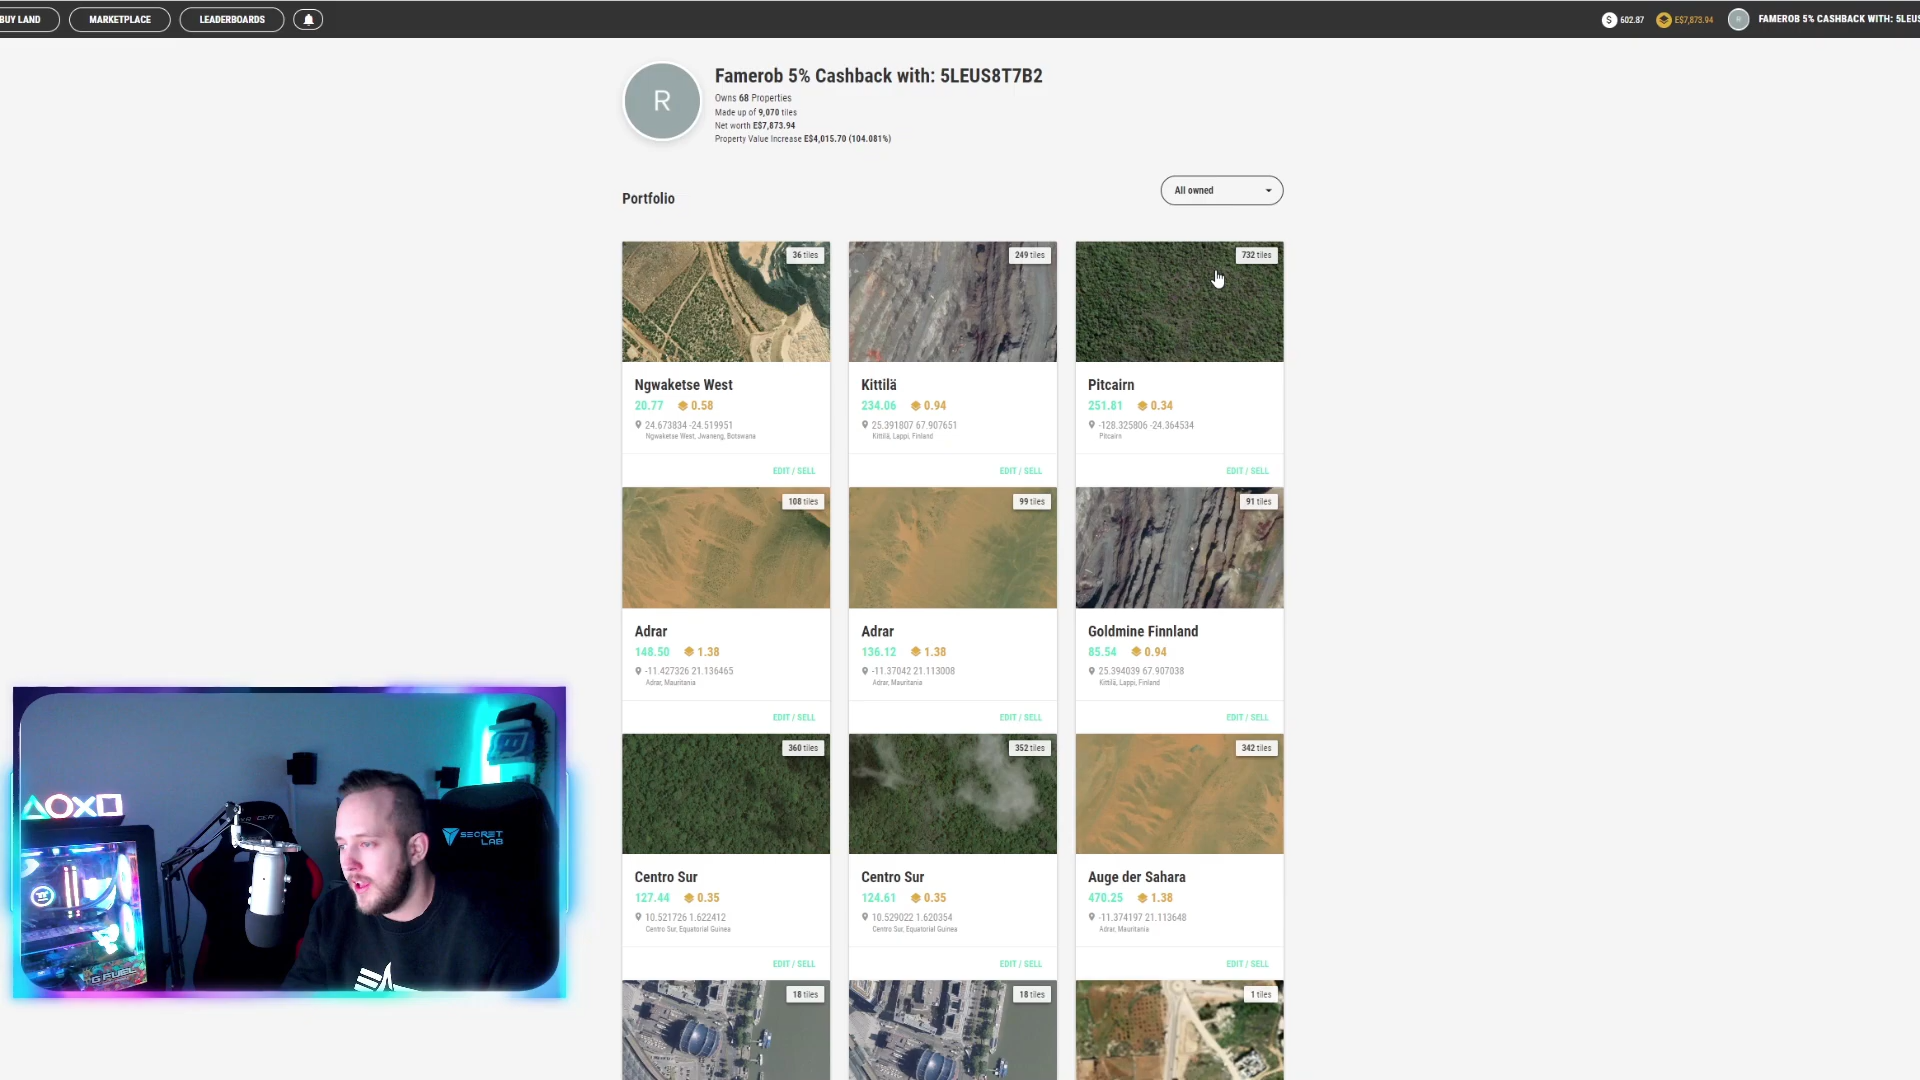 BUY LAND
MARKETPLACE
LEADERBOARDS
602.87
E$7,873.94
FAMEROB 5% CASHBACK WITH: 5LEUS
R
Famerob 5% Cashback with: 5LEUS8T7B2
Owns 68 Properties
Made up of 9,070 tiles
Net worth E$7,873.94
Property Value Increase E$4,015.70 (104.081%)
Portfolio
All owned
36 tiles
249 tiles
732 tiles
Ngwaketse West
20.77 0.58
24.673834 -24.519951
Ngwaketse West, Jwaneng, Botswana
EDIT / SELL
Kittilä
234.06 0.94
25.391807 67.907651
Kittilä, Lappi, Finland
EDIT / SELL
Pitcairn
251.81 0.34
-128.325806 -24.364534
Pitcairn
EDIT / SELL
108 tiles
99 tiles
91 tiles
Adrar
148.50 1.38
-11.427326 21.136465
Adrar, Mauritania
EDIT / SELL
Adrar
136.12 1.38
-11.37042 21.113008
Adrar, Mauritania
EDIT / SELL
Goldmine Finnland
85.54 0.94
25.394039 67.907038
Kittilä, Lappi, Finland
EDIT / SELL
360 tiles
352 tiles
342 tiles
Centro Sur
127.44 0.35
10.521726 1.622412
Centro Sur, Equatorial Guinea
EDIT / SELL
Centro Sur
124.61 0.35
10.529022 1.620354
Centro Sur, Equatorial Guinea
EDIT / SELL
Auge der Sahara
470.25 1.38
-11.374197 21.113648
Adrar, Mauritania
EDIT / SELL
18 tiles
18 tiles
1 tiles
SECRET
LAB
G FUEL